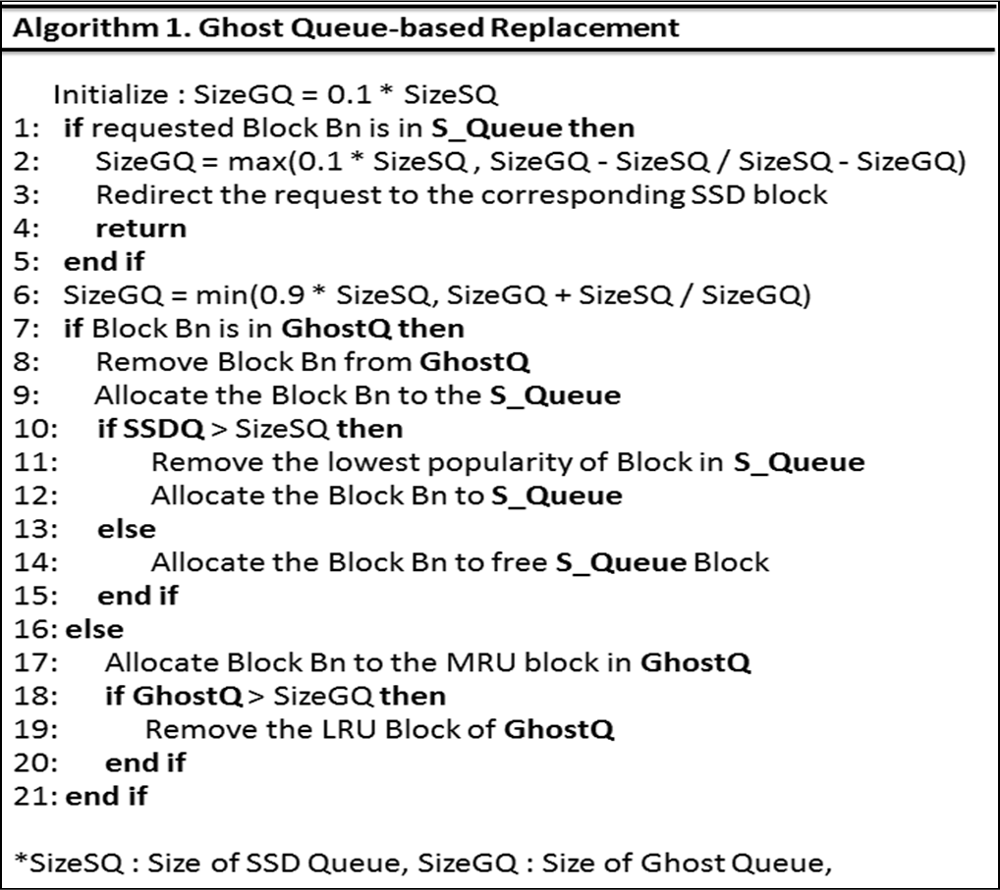 Algorithm 1. Ghost Queue-based Replacement
Initialize : SizeGQ = 0.1 * SizeSQ
1: if requested Block Bn is in S_Queue then
2: SizeGQ = max(0.1 * SizeSQ, SizeGQ - SizeSQ / SizeSQ - SizeGQ)
3: Redirect the request to the corresponding SSD block
4: return
5: end if
6: SizeGQ = min(0.9 * SizeSQ, SizeGQ + SizeSQ / SizeGQ)
7: if Block Bn is in GhostQ then
8: Remove Block Bn from GhostQ
9: Allocate the Block Bn to the S_Queue
10: if SSDQ > SizeSQ then
11: Remove the lowest popularity of Block in S_Queue
12: Allocate the Block Bn to S_Queue
13: else
14: Allocate the Block Bn to free S_Queue Block
15: end if
16: else
17: Allocate Block Bn to the MRU block in GhostQ
18: if GhostQ > SizeGQ then
19: Remove the LRU Block of GhostQ
20: end if
21: end if
*SizeSQ : Size of SSD Queue, SizeGQ : Size of Ghost Queue,